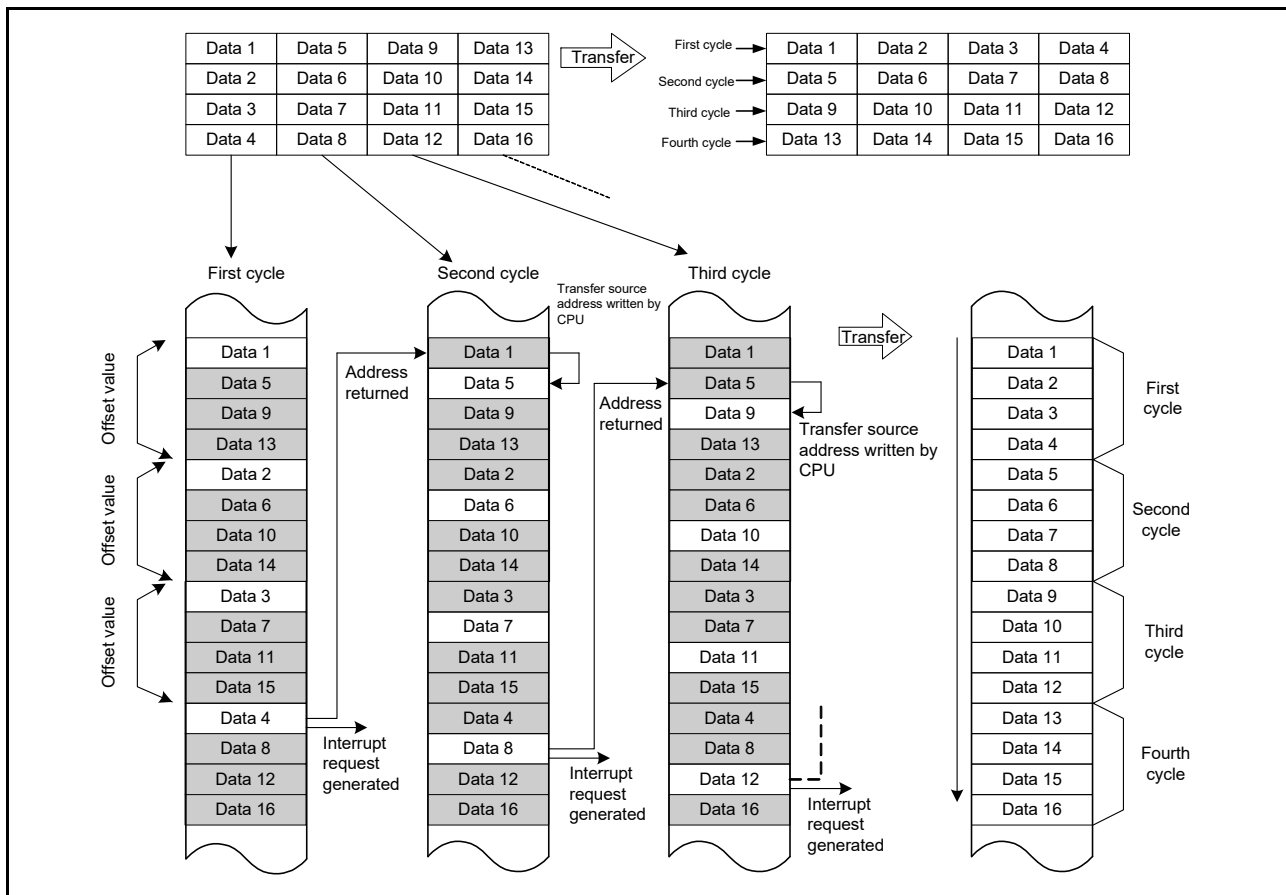 Data 1 Data 5 Data 9 Data 13
Data 2 Data 6 Data 10 Data 14
Data 3 Data 7 Data 11 Data 15
Data 4 Data 8 Data 12 Data 16
Transfer
First cycle Data 1 Data 2 Data 3 Data 4
Second cycle Data 5 Data 6 Data 7 Data 8
Third cycle Data 9 Data 10 Data 11 Data 12
Fourth cycle Data 13 Data 14 Data 15 Data 16
First cycle
Offset value
Offset value
Offset value
Data 1
Data 5
Data 9
Data 13
Data 2
Data 6
Data 10
Data 14
Data 3
Data 7
Data 11
Data 15
Data 4
Data 8
Data 12
Data 16
Address
returned
Interrupt
request
generated
Second cycle
Transfer source
address written by
CPU
Data 1
Data 5
Data 9
Data 13
Data 2
Data 6
Data 10
Data 14
Data 3
Data 7
Data 11
Data 15
Data 4
Data 8
Data 12
Data 16
Address
returned
Interrupt
request
generated
Third cycle
Data 1
Data 5
Data 9
Data 13
Data 2
Data 6
Data 10
Data 14
Data 3
Data 7
Data 11
Data 15
Data 4
Data 8
Data 12
Data 16
Transfer source
address written by
CPU
Interrupt
request
generated
Transfer
Data 1
Data 2
Data 3
Data 4
Data 5
Data 6
Data 7
Data 8
Data 9
Data 10
Data 11
Data 12
Data 13
Data 14
Data 15
Data 16
First
cycle
Second
cycle
Third
cycle
Fourth
cycle